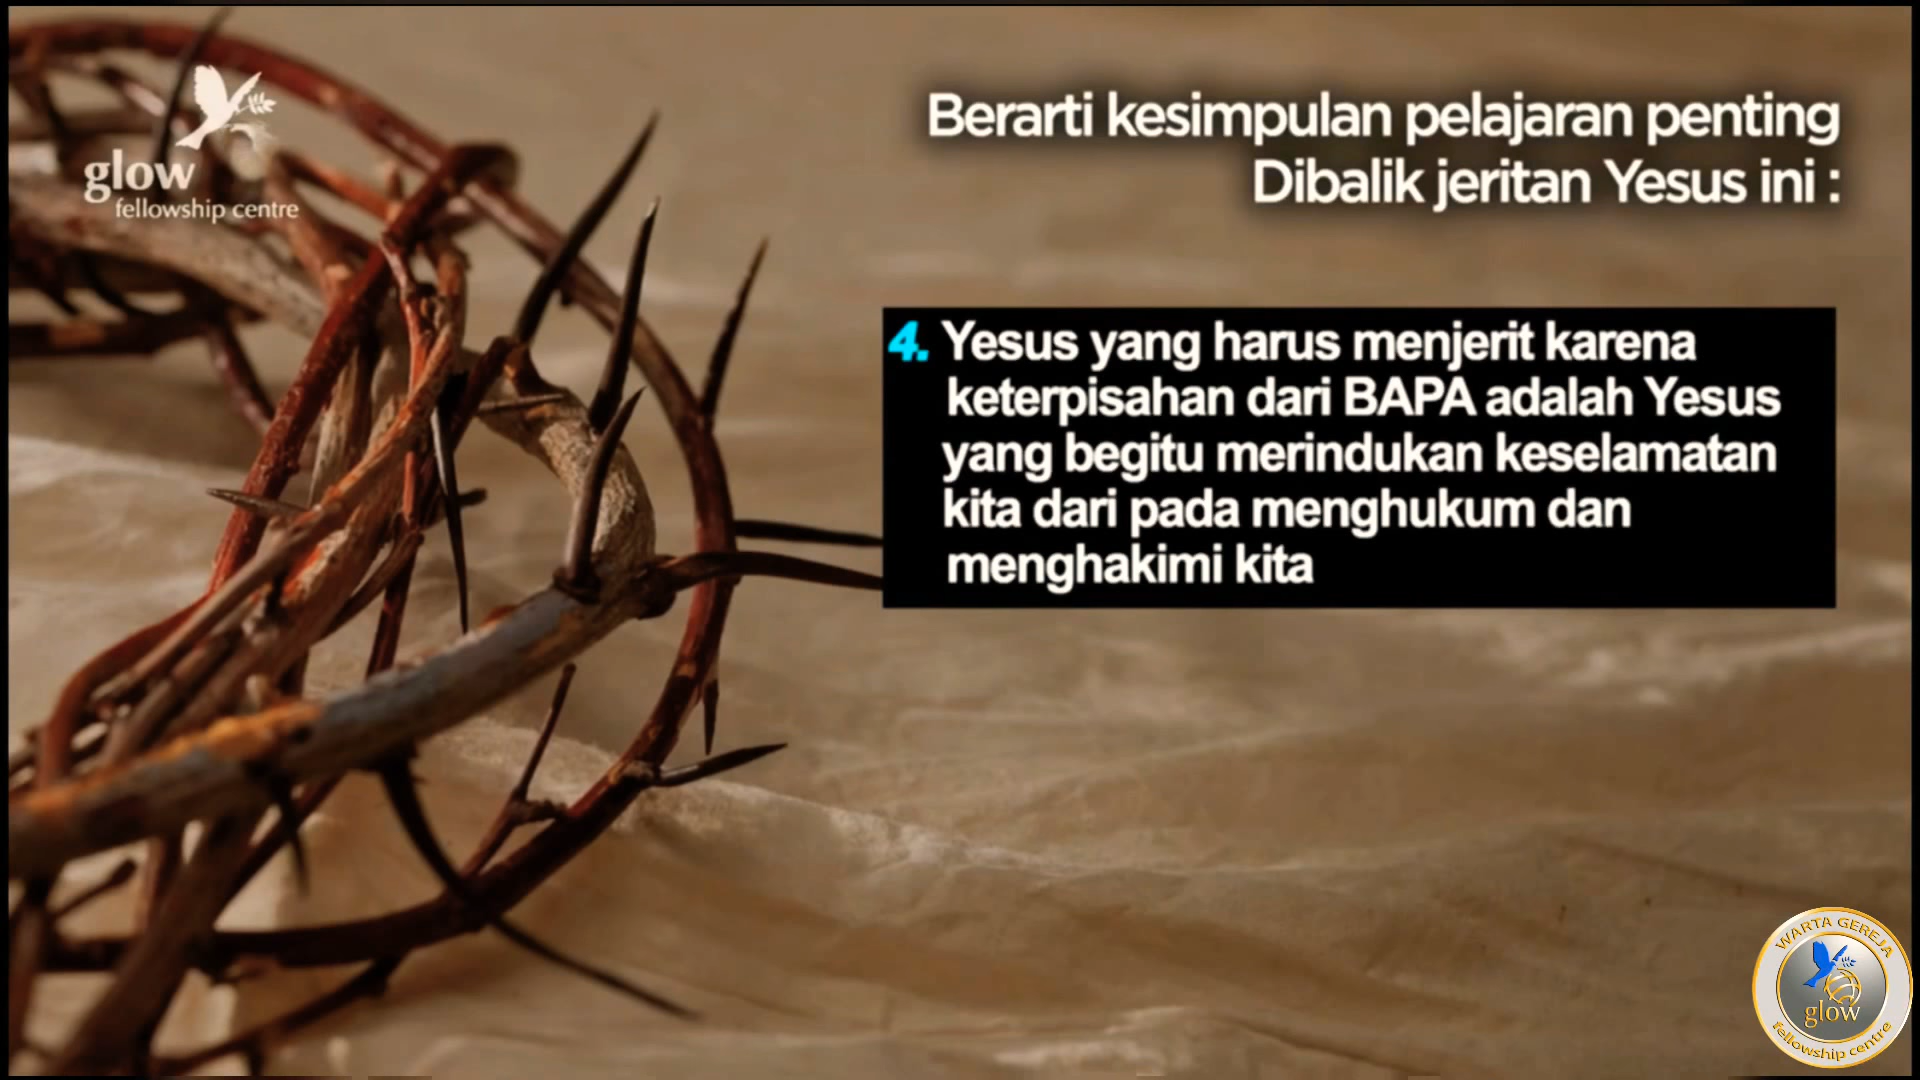 glow
fellowship centre
Berarti kesimpulan pelajaran penting
Dibalik jeritan Yesus ini :
4. Yesus yang harus menjerit karena
keterpisahan dari BAPA adalah Yesus
yang begitu merindukan keselamatan
kita dari pada menghukum dan
menghakimi kita
WARTA GEREJA
glow
fellowship centre